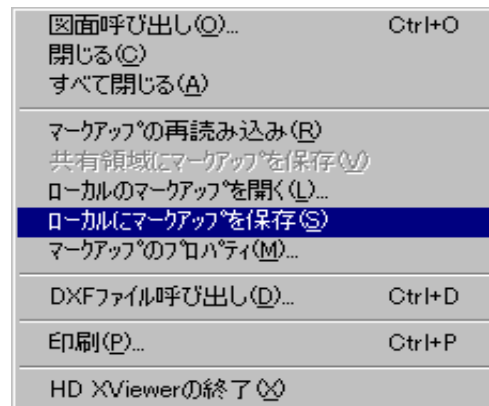 図面呼び出し(O)... Ctrl+O
閉じる(C)
すべて閉じる(A)
マークアップの再読み込み(R)
共有領域にマークアップを保存(V)
ローカルのマークアップを開く(L)...
ローカルにマークアップを保存(S)
マークアップのプロパティ(M)...
DXFファイル呼び出し(D)... Ctrl+D
印刷(P)... Ctrl+P
HD XViewerの終了(X)